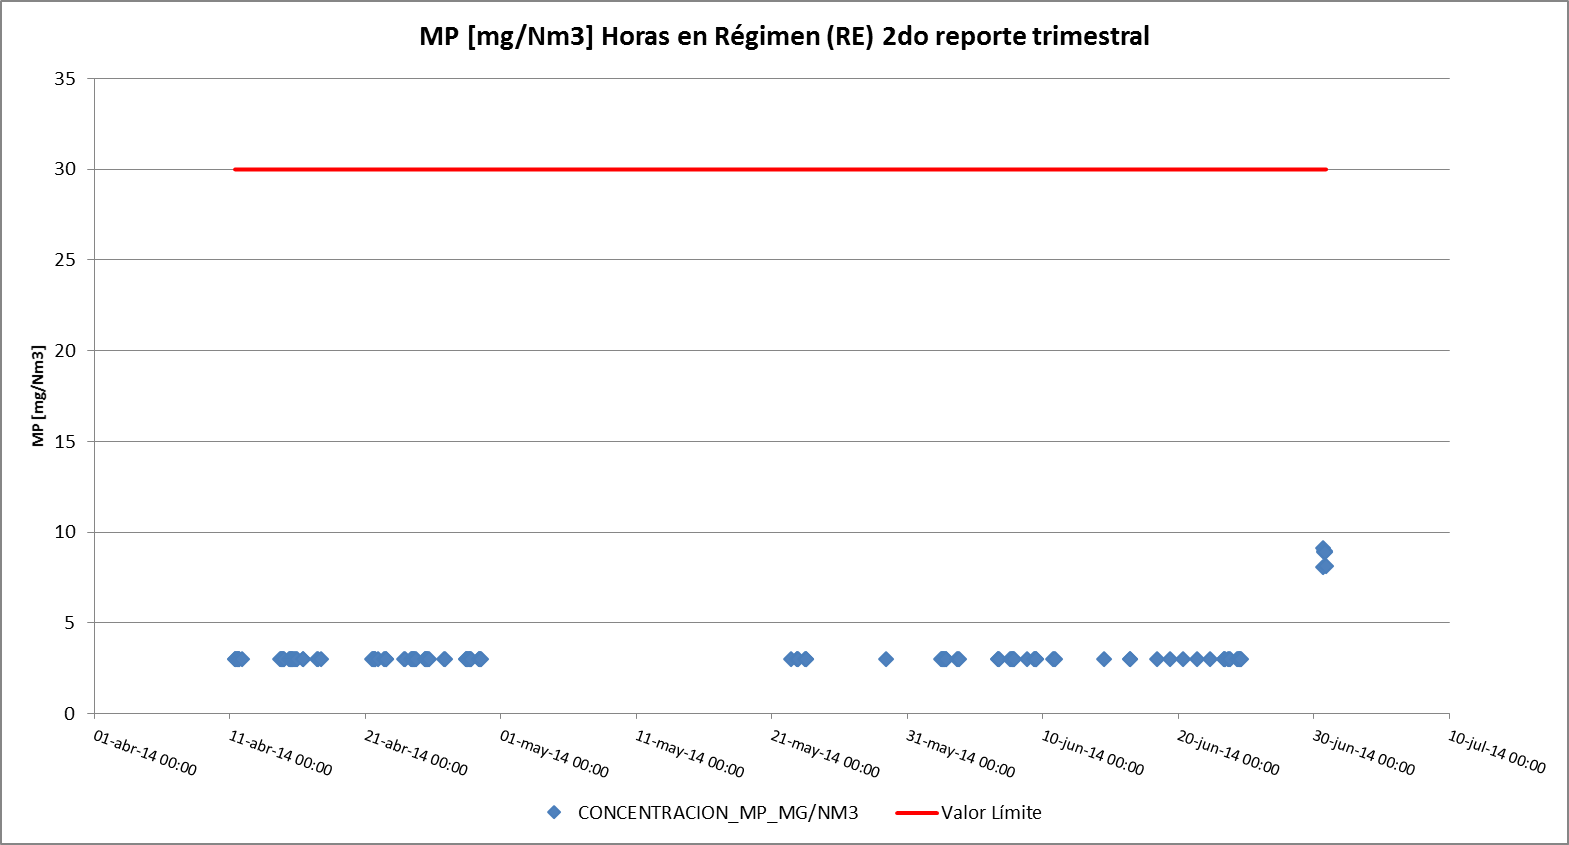 MP [mg/Nm3] Horas en Régimen (RE) 2do reporte trimestral
35
30
25
20
15
10
5
0
MP [mg/Nm3]
01-abr-14 00:00
11-abr-14 00:00
21-abr-14 00:00
01-may-14 00:00
11-may-14 00:00
21-may-14 00:00
31-may-14 00:00
10-jun-14 00:00
20-jun-14 00:00
30-jun-14 00:00
10-jul-14 00:00
CONCENTRACION_MP_MG/NM3
Valor Límite